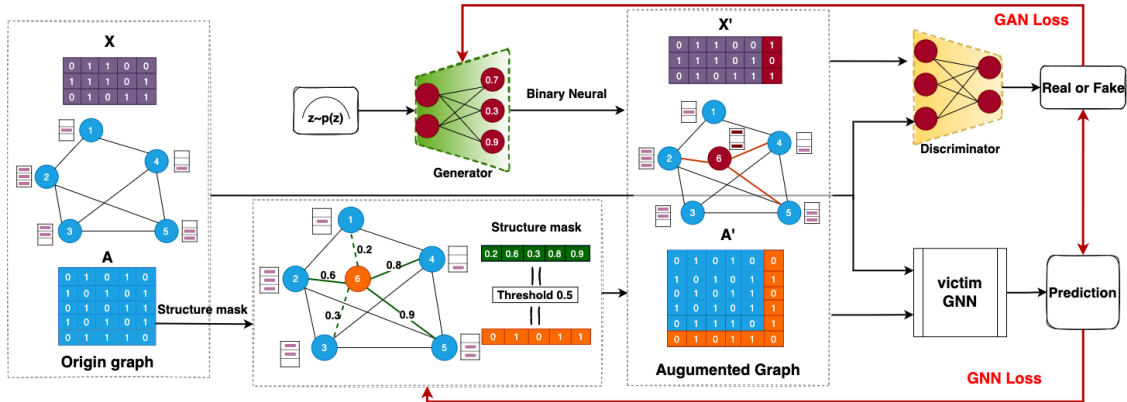 GAN Loss
X
0 1 1 0 0
1 1 1 0 1
0 1 0 1 1
1
2
3
4
5
A
0 1 0 1 0
1 0 1 0 1
0 1 0 1 1
1 0 1 0 1
0 1 1 1 0
Origin graph
Structure mask
z~p(z)
0.7
0.3
0.9
Generator
Binary Neural
1
2
3
4
5
6
0.2
0.6
0.8
0.3
0.9
Structure mask
0.2 0.6 0.3 0.8 0.9
Threshold 0.5
0 1 0 1 1
X'
0 1 1 0 0 1
1 1 1 0 1 0
0 1 0 1 1 1
1
2
3
4
5
6
A'
0 1 0 1 0 0
1 0 1 0 1 1
0 1 0 1 1 0
1 0 1 0 1 1
0 1 1 1 0 1
0 1 0 1 1 0
Augumented Graph
Discriminator
Real or Fake
victim
GNN
Prediction
GNN Loss